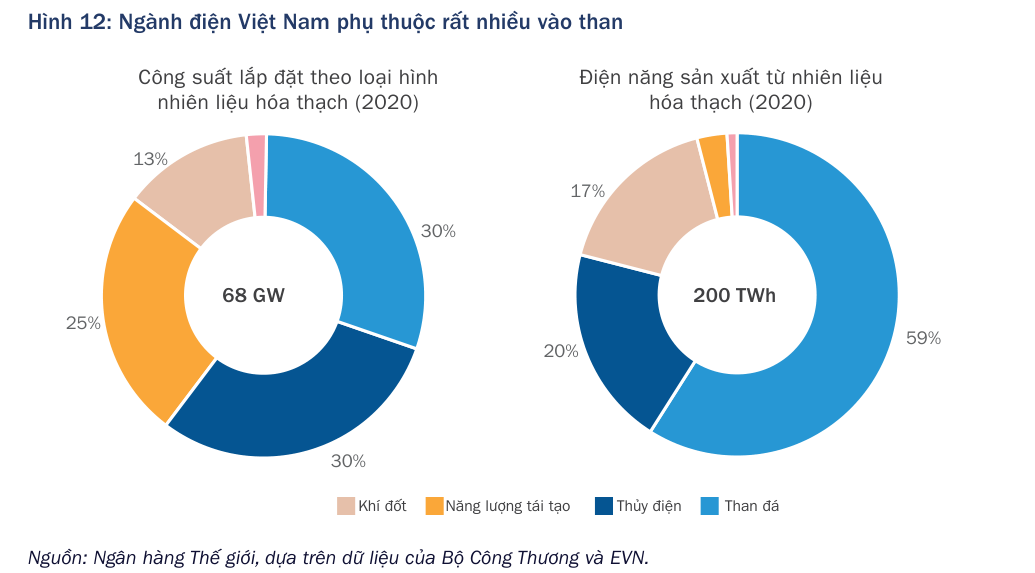 Hình 12: Ngành điện Việt Nam phụ thuộc rất nhiều vào than
Công suất lắp đặt theo loại hình
nhiên liệu hóa thạch (2020)
13%
30%
25%
68 GW
30%
Điện năng sản xuất từ nhiên liệu
hóa thạch (2020)
17%
200 TWh
20%
59%
Khí đốt
Năng lượng tái tạo
Thủy điện
Than đá
Nguồn: Ngân hàng Thế giới, dựa trên dữ liệu của Bộ Công Thương và EVN.